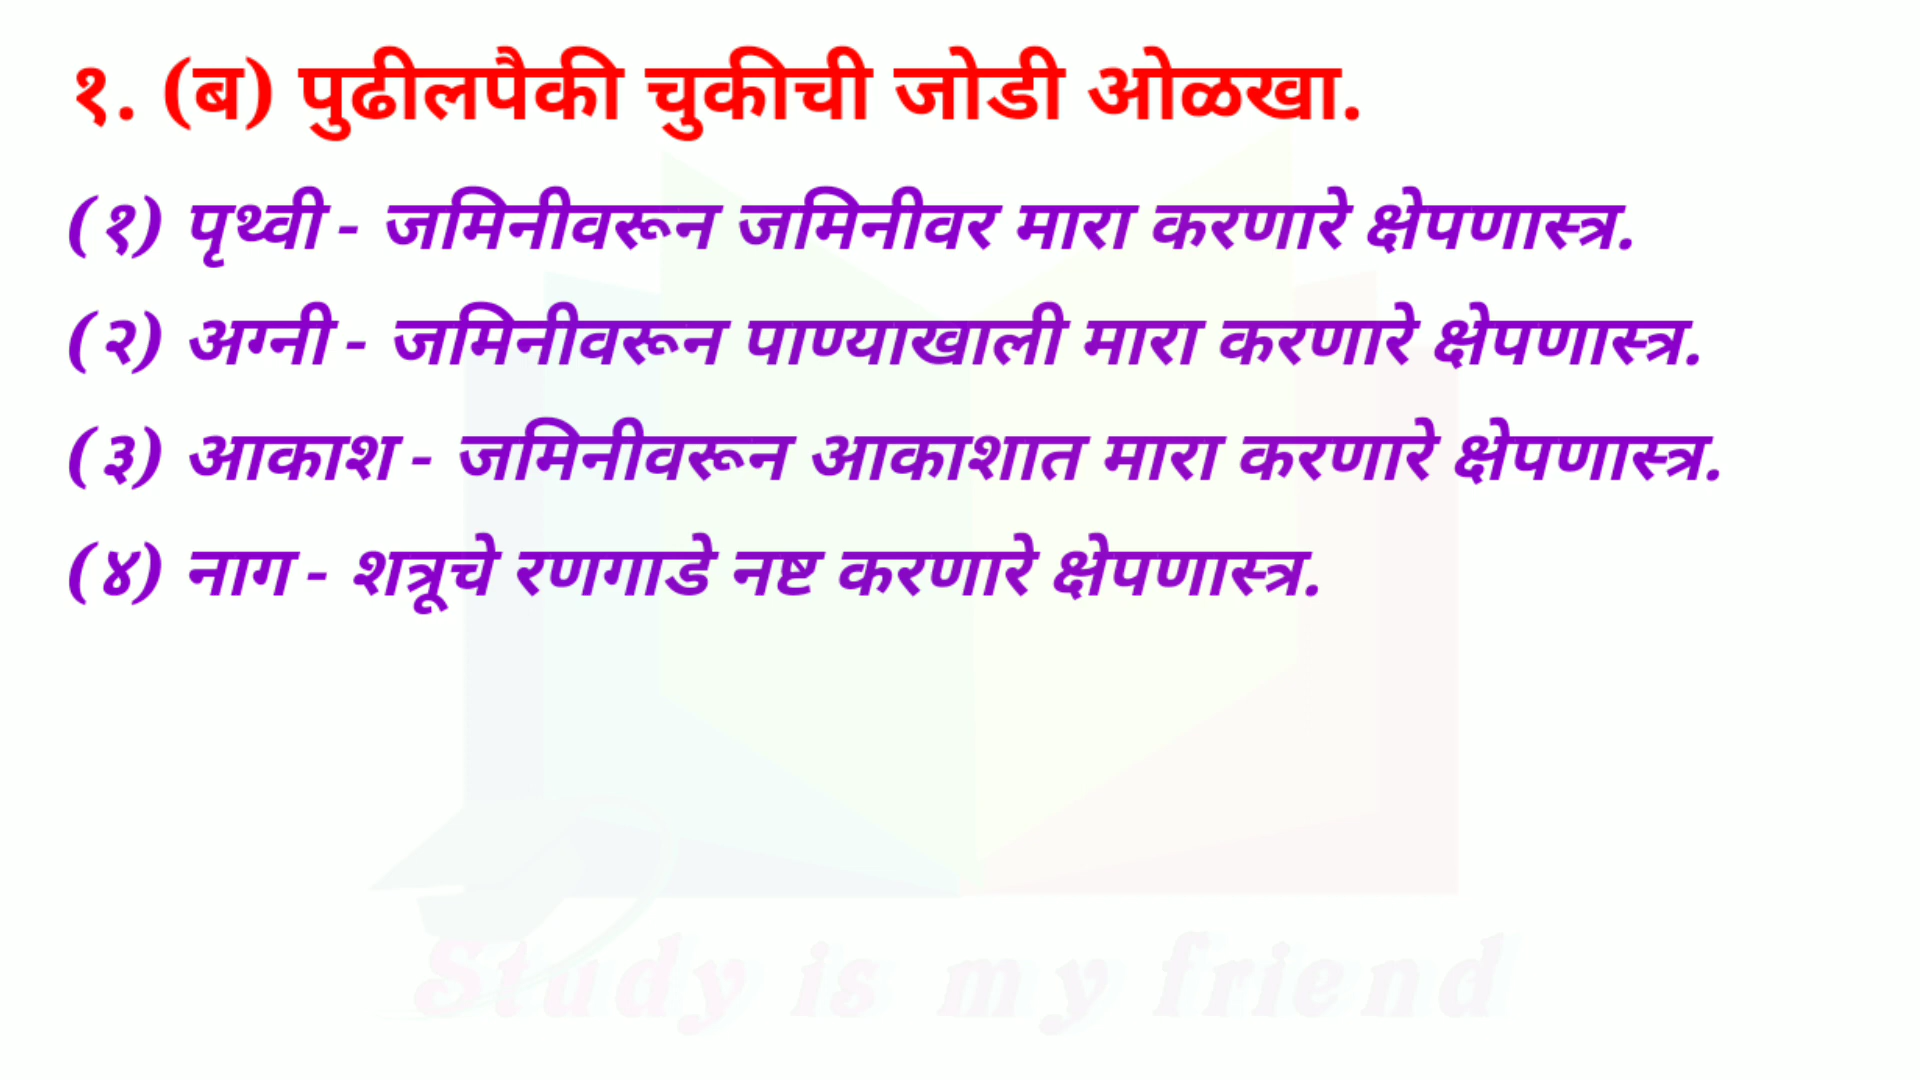 १. (ब) पुढीलपैकी चुकीची जोडी ओळखा.
(१) पृथ्वी - जमिनीवरून जमिनीवर मारा करणारे क्षेपणास्त्र.
(२) अग्नी - जमिनीवरून पाण्याखाली मारा करणारे क्षेपणास्त्र.
(३) आकाश - जमिनीवरून आकाशात मारा करणारे क्षेपणास्त्र.
(४) नाग - शत्रूचे रणगाडे नष्ट करणारे क्षेपणास्त्र.
Study is my friend